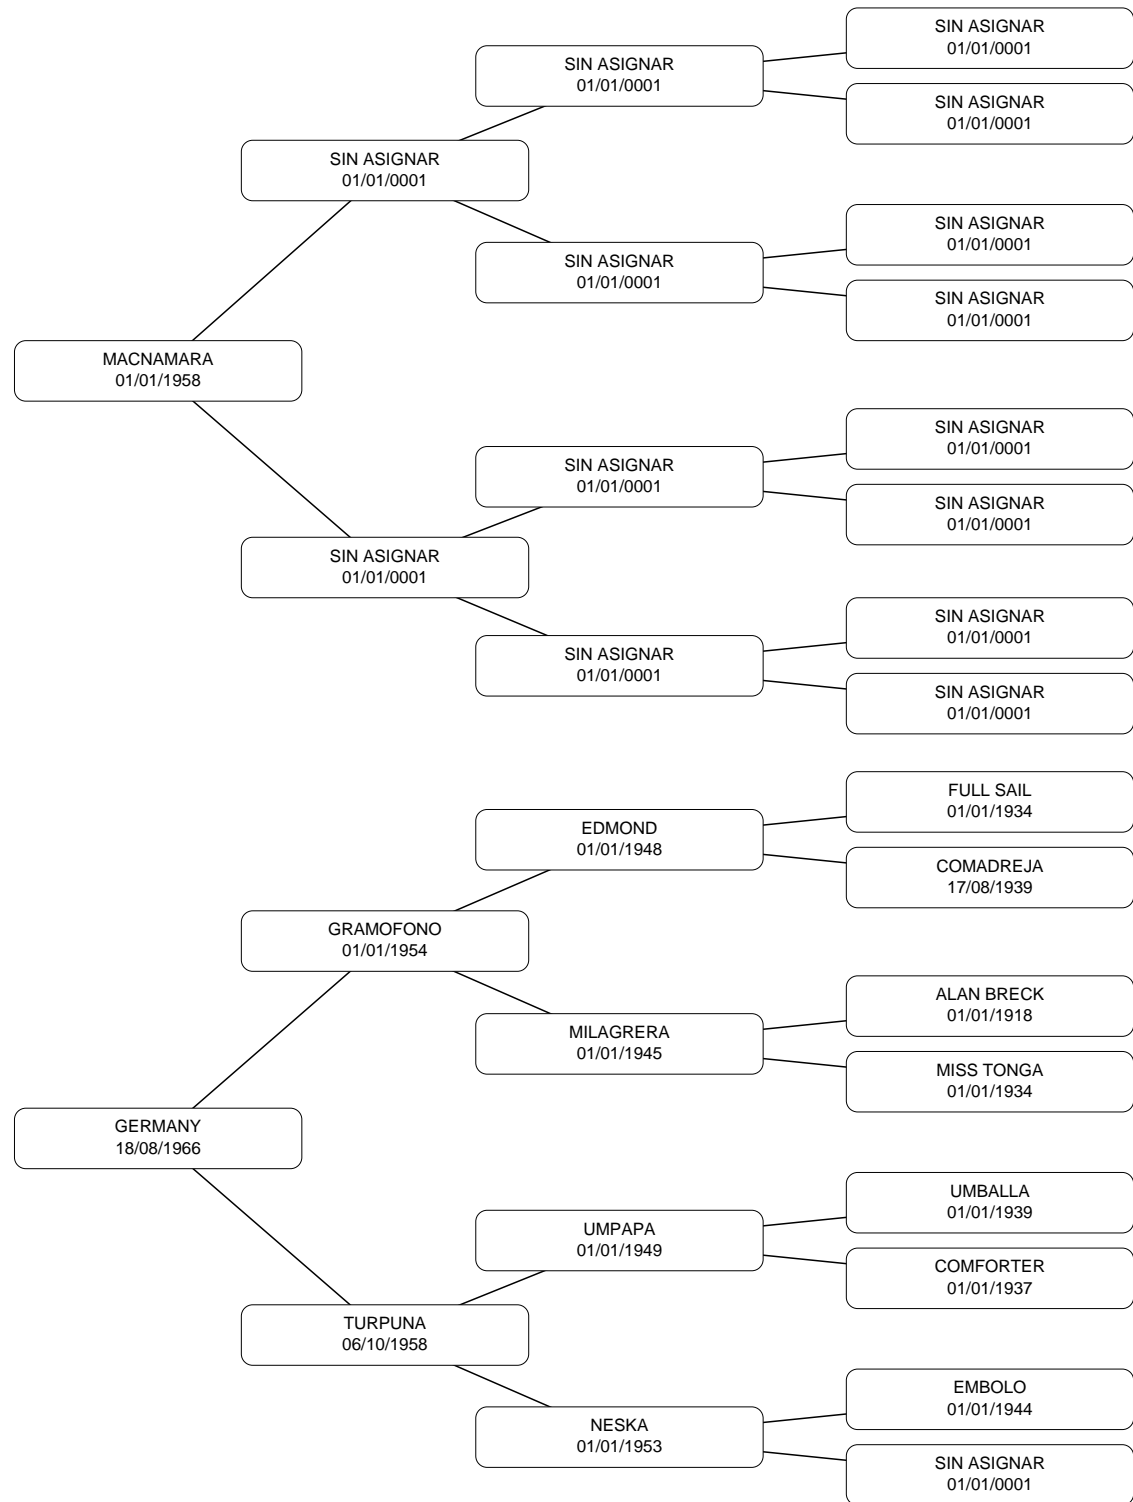 SIN ASIGNAR
01/01/0001
SIN ASIGNAR
01/01/0001
SIN ASIGNAR
01/01/0001
SIN ASIGNAR
01/01/0001
SIN ASIGNAR
01/01/0001
SIN ASIGNAR
01/01/0001
SIN ASIGNAR
01/01/0001
MACNAMARA
01/01/1958
SIN ASIGNAR
01/01/0001
SIN ASIGNAR
01/01/0001
SIN ASIGNAR
01/01/0001
SIN ASIGNAR
01/01/0001
SIN ASIGNAR
01/01/0001
SIN ASIGNAR
01/01/0001
SIN ASIGNAR
01/01/0001
FULL SAIL
01/01/1934
EDMOND
01/01/1948
COMADREJA
17/08/1939
GRAMOFONO
01/01/1954
ALAN BRECK
01/01/1918
MILAGRERA
01/01/1945
MISS TONGA
01/01/1934
GERMANY
18/08/1966
UMBALLA
01/01/1939
UMPAPA
01/01/1949
COMFORTER
01/01/1937
TURPUNA
06/10/1958
EMBOLO
01/01/1944
NESKA
01/01/1953
SIN ASIGNAR
01/01/0001